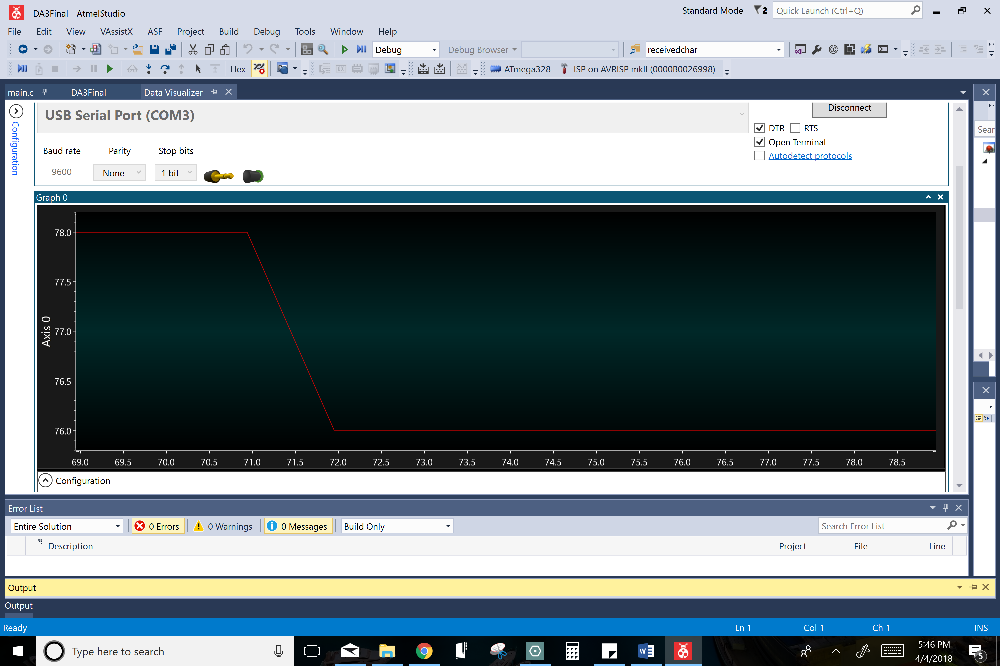 DA3Final - AtmelStudio
Standard Mode
2
Quick Launch (Ctrl+Q)
File Edit View VAssistX ASF Project Build Debug Tools Window Help
Debug
Debug Browser
receivedchar
Hex
ATmega328
ISP on AVRISP mkII (0000B0026998)
main.c
DA3Final
Data Visualizer
Configuration
USB Serial Port (COM3)
Disconnect
DTR RTS
Open Terminal
Autodetect protocols
Baud rate Parity Stop bits
9600 None 1 bit
Sear
Graph 0
Axis 0
78.0
77.5
77.0
76.5
76.0
69.0 69.5 70.0 70.5 71.0 71.5 72.0 72.5 73.0 73.5 74.0 74.5 75.0 75.5 76.0 76.5 77.0 77.5 78.0 78.5
Configuration
Error List
Entire Solution
0 Errors
0 Warnings
0 Messages
Build Only
Search Error List
Description Project File Line
Output
Output
Ready Ln 1 Col 1 Ch 1 INS
Type here to search
5:46 PM
4/4/2018
5